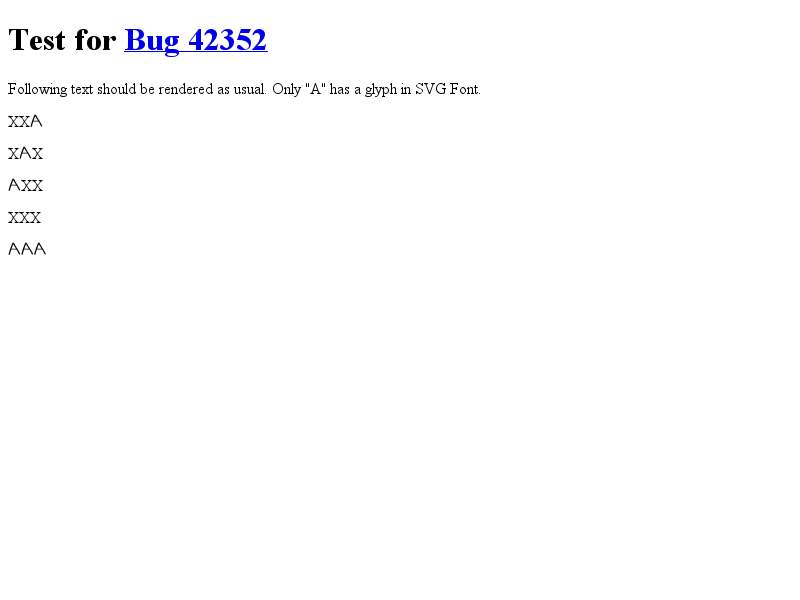 Test for Bug 42352
Following text should be rendered as usual. Only "A" has a glyph in SVG Font.
XXA
XAX
AXX
XXX
AAA